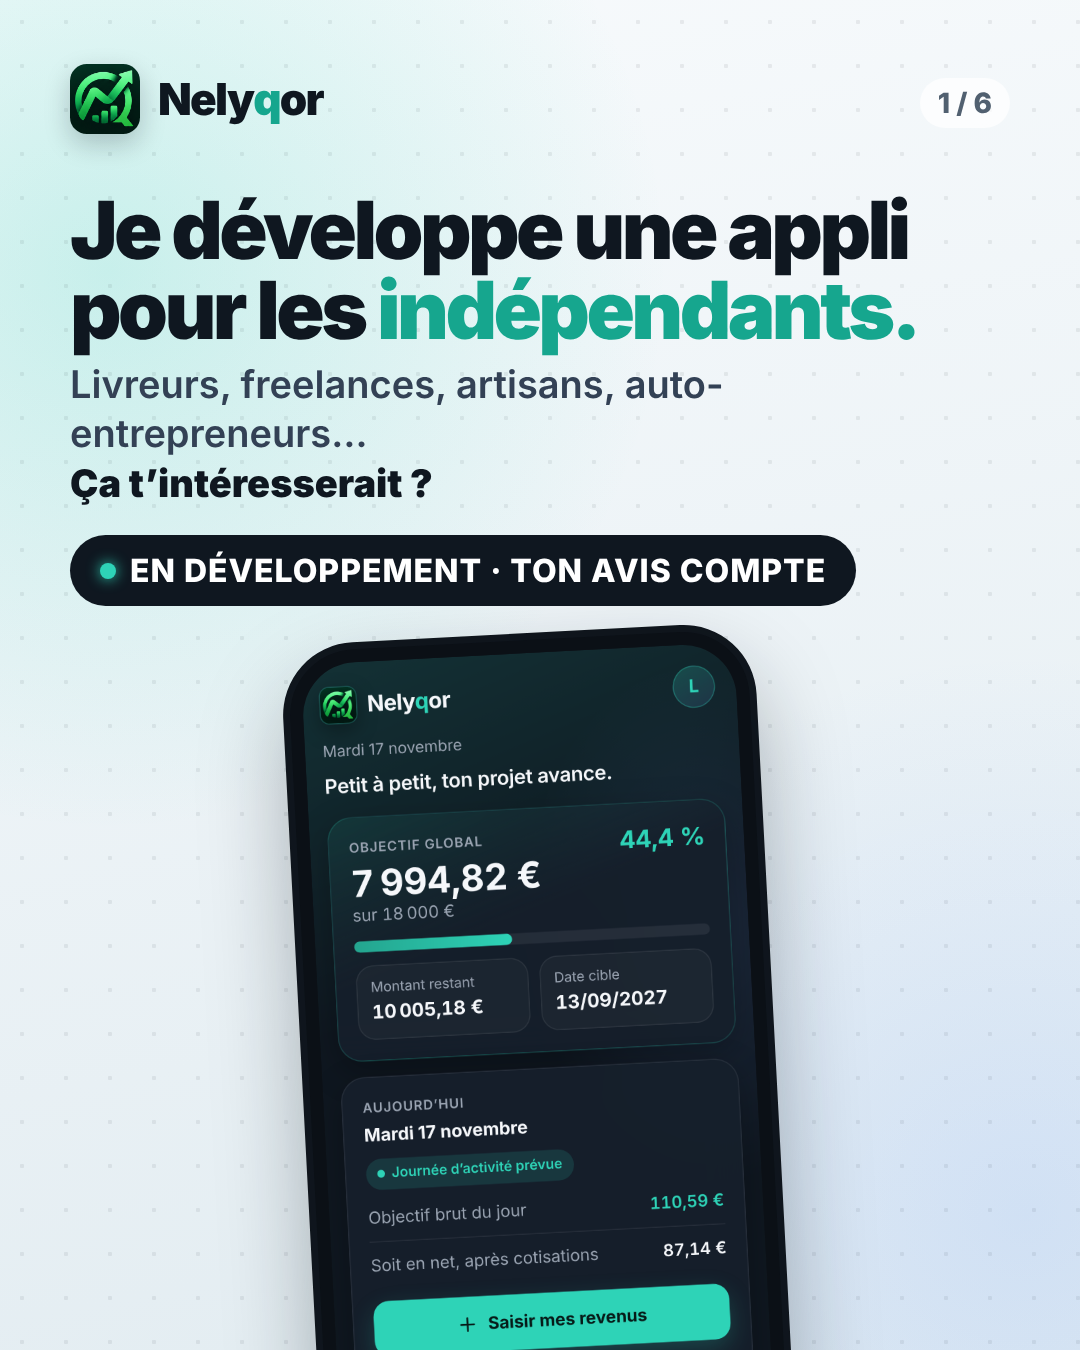 Nelyqor
1 / 6
Je développe une appli
pour les indépendants.
Livreurs, freelances, artisans, auto-
entrepreneurs…
Ça t’intéresserait ?
EN DÉVELOPPEMENT · TON AVIS COMPTE
Nelyqor
L
Mardi 17 novembre
Petit à petit, ton projet avance.
OBJECTIF GLOBAL
44,4 %
7 994,82 €
sur 18 000 €
Montant restant
10 005,18 €
Date cible
13/09/2027
AUJOURD’HUI
Mardi 17 novembre
Journée d’activité prévue
Objectif brut du jour
110,59 €
Soit en net, après cotisations
87,14 €
+ Saisir mes revenus